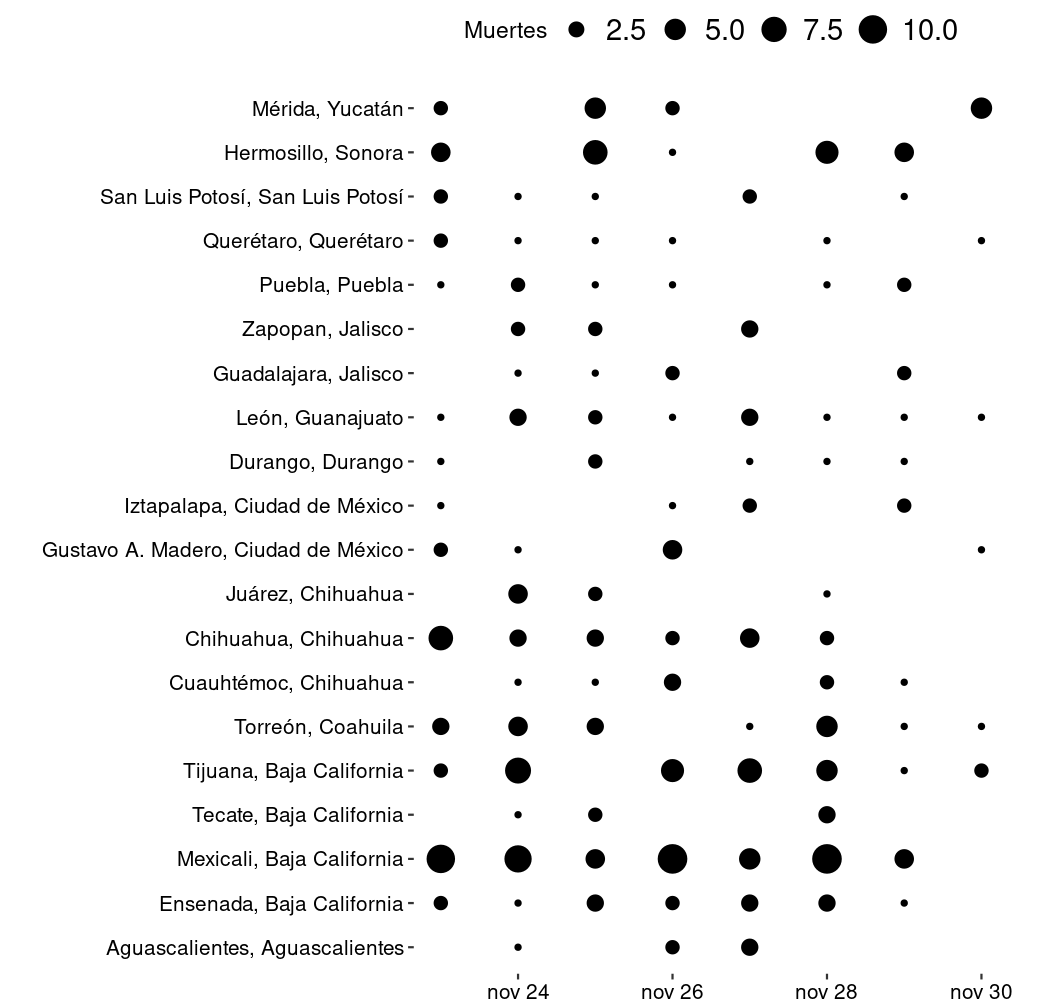 Muertes 2.5 5.0 7.5 10.0
Mérida, Yucatán
Hermosillo, Sonora
San Luis Potosí, San Luis Potosí
Querétaro, Querétaro
Puebla, Puebla
Zapopan, Jalisco
Guadalajara, Jalisco
León, Guanajuato
Durango, Durango
Iztapalapa, Ciudad de México
Gustavo A. Madero, Ciudad de México
Juárez, Chihuahua
Chihuahua, Chihuahua
Cuauhtémoc, Chihuahua
Torreón, Coahuila
Tijuana, Baja California
Tecate, Baja California
Mexicali, Baja California
Ensenada, Baja California
Aguascalientes, Aguascalientes
nov 24 nov 26 nov 28 nov 30